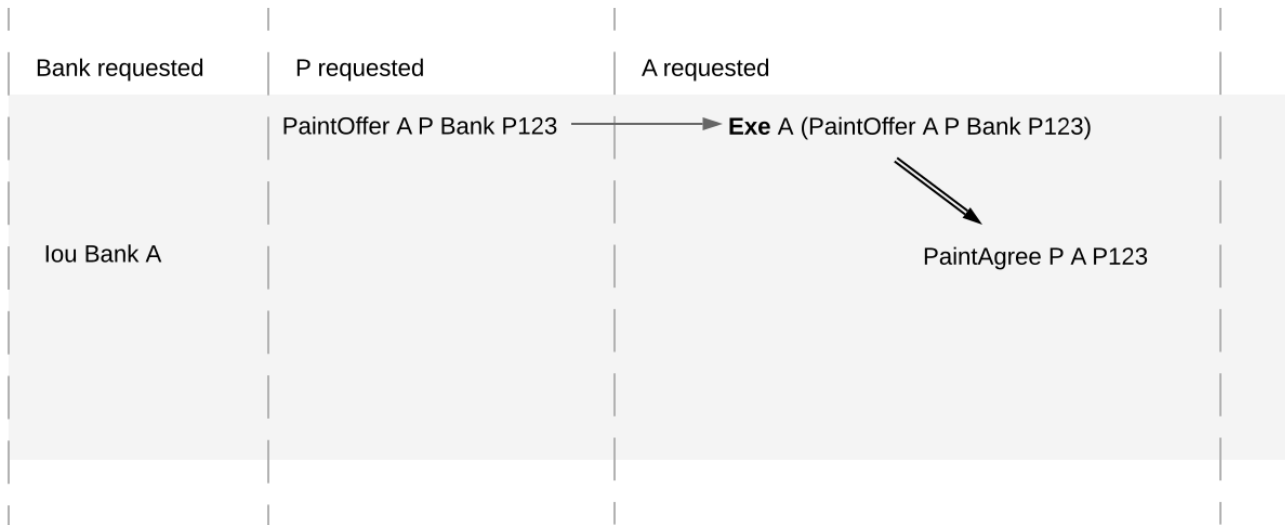 Bank requested
P requested
A requested
PaintOffer A P Bank P123
Exe A (PaintOffer A P Bank P123)
Iou Bank A
PaintAgree P A P123